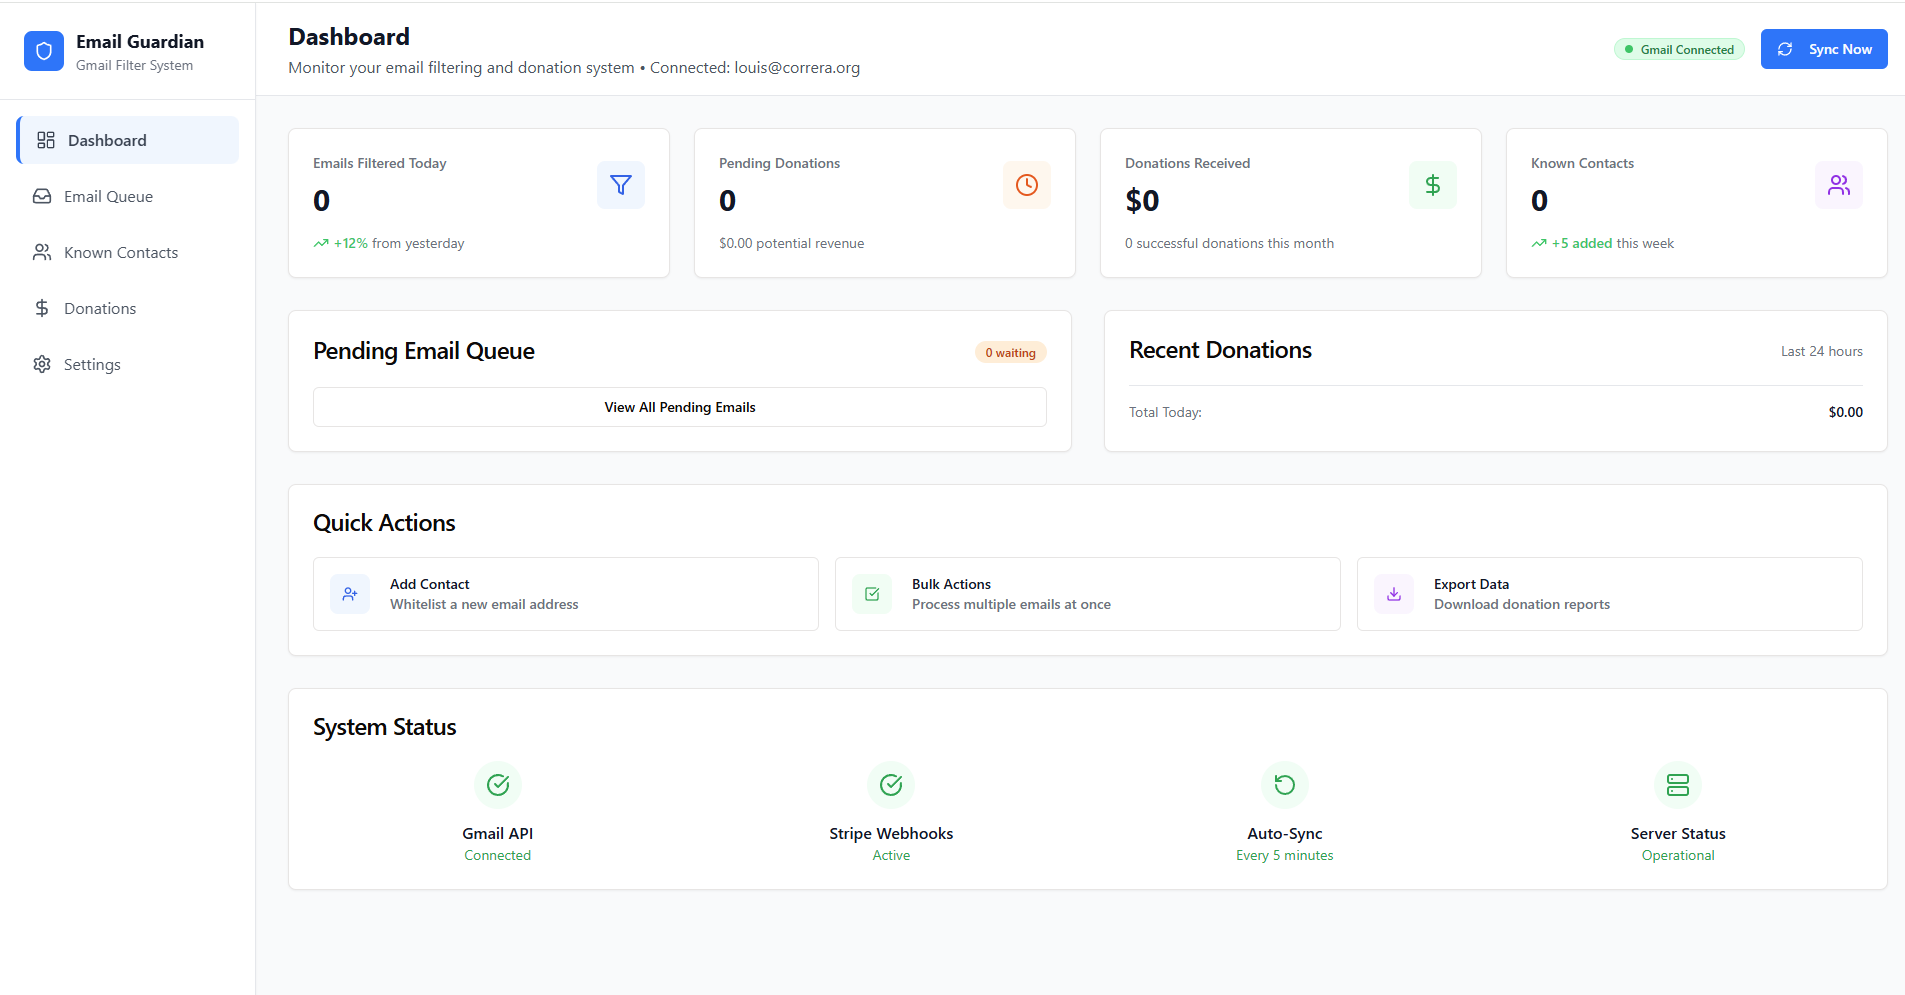 Email Guardian
Gmail Filter System
Dashboard
Email Queue
Known Contacts
Donations
Settings
Dashboard
Monitor your email filtering and donation system • Connected: louis@correra.org
Gmail Connected
Sync Now
Emails Filtered Today
0
+12% from yesterday
Pending Donations
0
$0.00 potential revenue
Donations Received
$0
0 successful donations this month
Known Contacts
0
+5 added this week
Pending Email Queue
0 waiting
View All Pending Emails
Recent Donations
Last 24 hours
Total Today:
$0.00
Quick Actions
Add Contact
Whitelist a new email address
Bulk Actions
Process multiple emails at once
Export Data
Download donation reports
System Status
Gmail API
Connected
Stripe Webhooks
Active
Auto-Sync
Every 5 minutes
Server Status
Operational